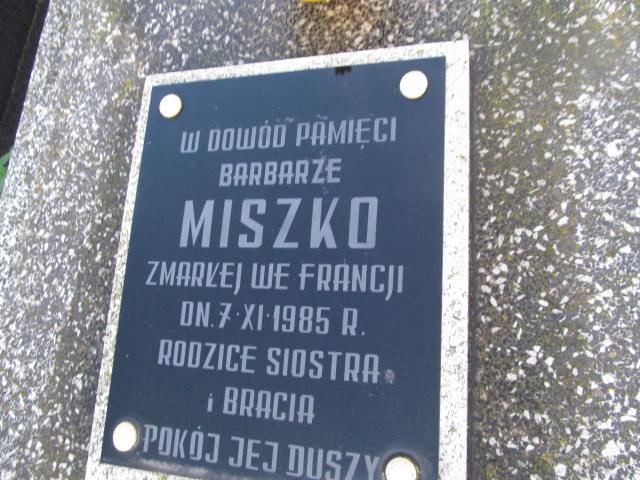 W DOWÓD PAMIĘCI
BARBARZE
MISZKO
ZMARŁEJ WE FRANCJI
DN. 7·XI·1985 R.
RODZICE SIOSTRA
i BRACIA
POKÓJ JEJ DUSZY